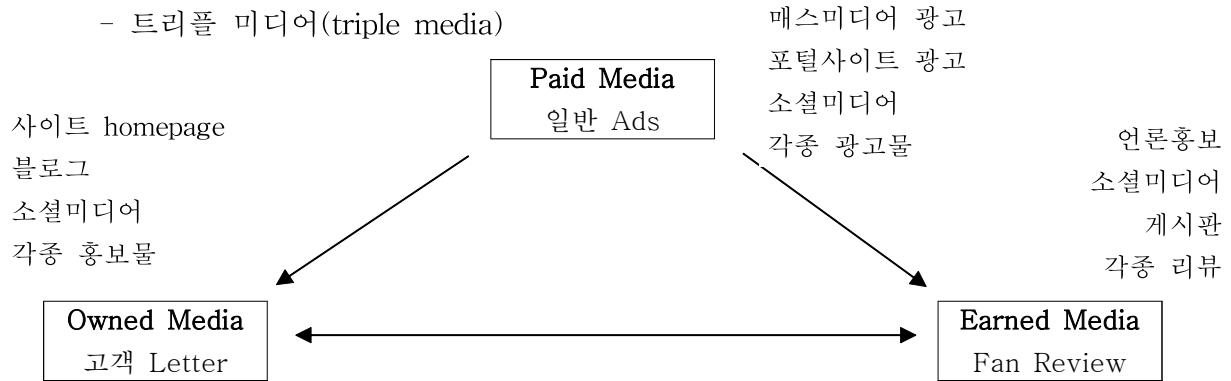 - 트리플 미디어(triple media)
매스미디어 광고
포털사이트 광고
소셜미디어
각종 광고물
Paid Media
일반 Ads
사이트 homepage
블로그
소셜미디어
각종 홍보물
언론홍보
소셜미디어
게시판
각종 리뷰
Owned Media
고객 Letter
Earned Media
Fan Review